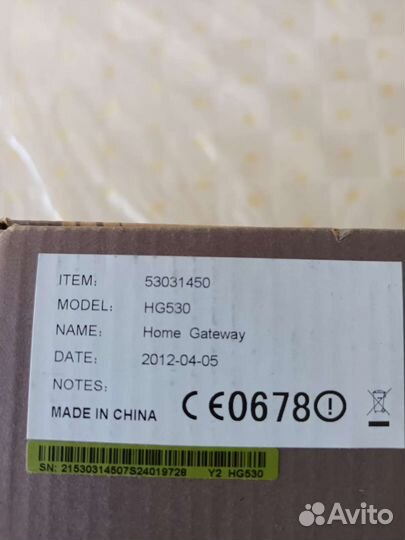 ITEM: 53031450
MODEL: HG530
NAME: Home Gateway
DATE: 2012-04-05
NOTES:
MADE IN CHINA CE0678
SN: 21530314507S24019728 Y2 HG530
Avito